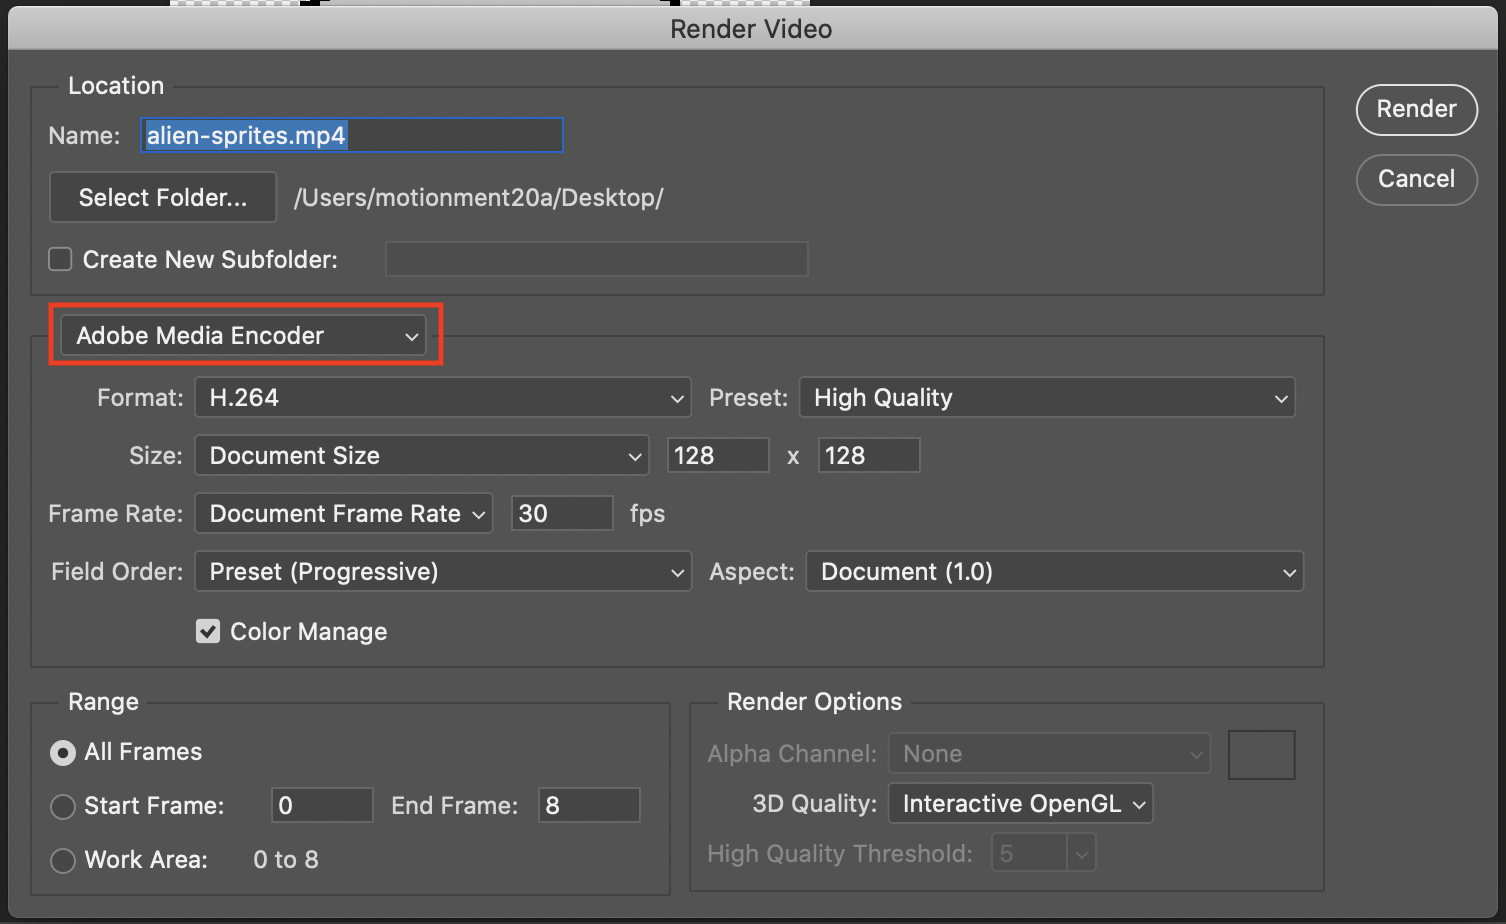 Render Video
Location
Name: alien-sprites.mp4
Select Folder... /Users/motionment20a/Desktop/
Create New Subfolder:
Render
Cancel
Adobe Media Encoder
Format: H.264 Preset: High Quality
Size: Document Size 128 x 128
Frame Rate: Document Frame Rate 30 fps
Field Order: Preset (Progressive) Aspect: Document (1.0)
Color Manage
Range
All Frames
Start Frame: 0 End Frame: 8
Work Area: 0 to 8
Render Options
Alpha Channel: None
3D Quality: Interactive OpenGL
High Quality Threshold: 5